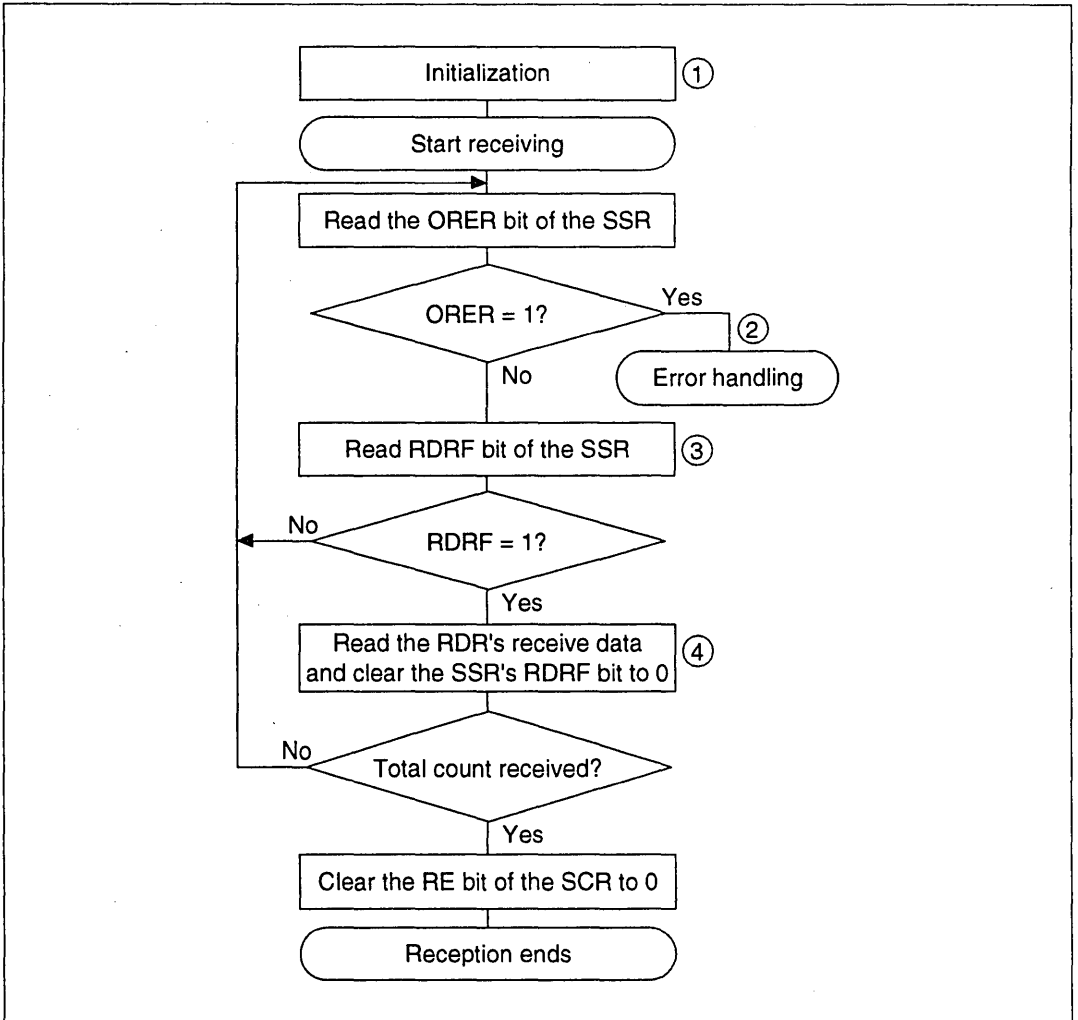 Initialization
①
Start receiving
Read the ORER bit of the SSR
ORER = 1?
Yes
②
Error handling
No
Read RDRF bit of the SSR
③
No
RDRF = 1?
Yes
Read the RDR's receive data
and clear the SSR's RDRF bit to 0
④
No
Total count received?
Yes
Clear the RE bit of the SCR to 0
Reception ends